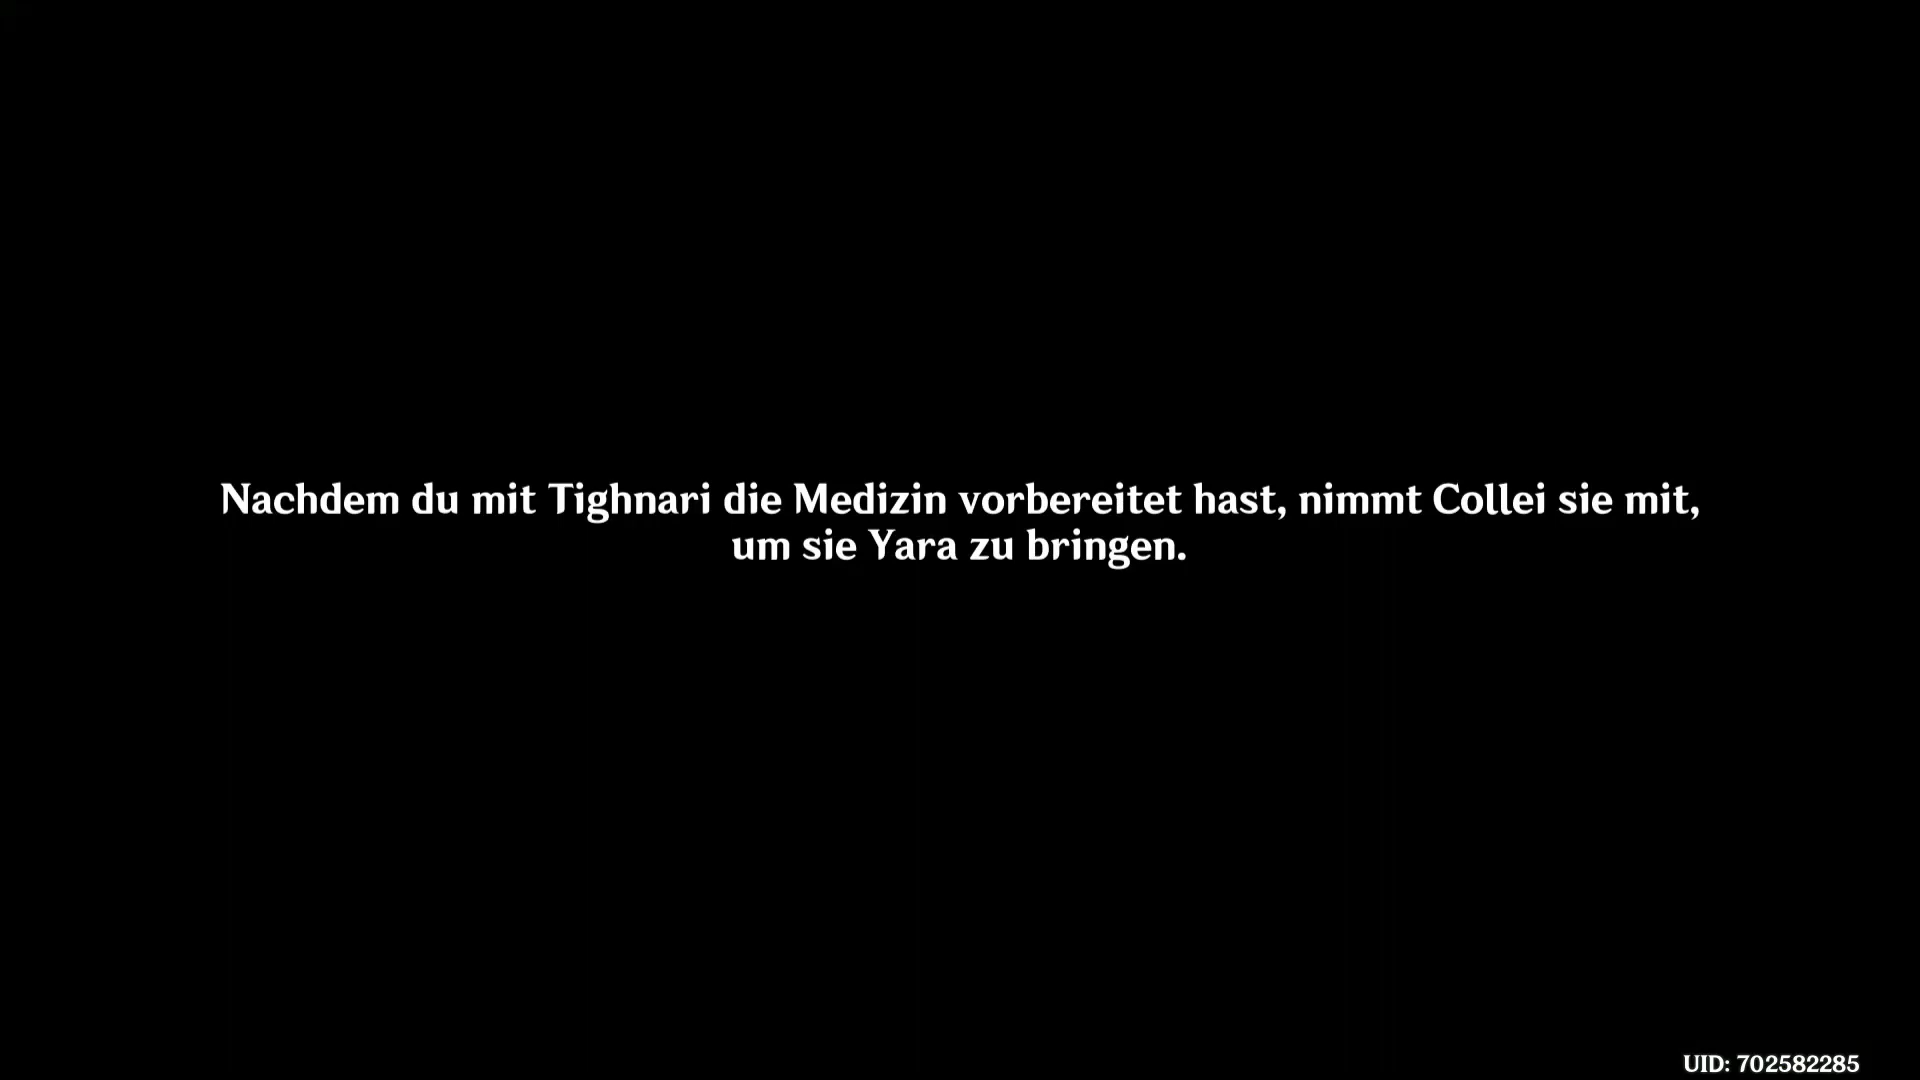 Nachdem du mit Tighnari die Medizin vorbereitet hast, nimmt Collei sie mit,
um sie Yara zu bringen.
UID: 702582285